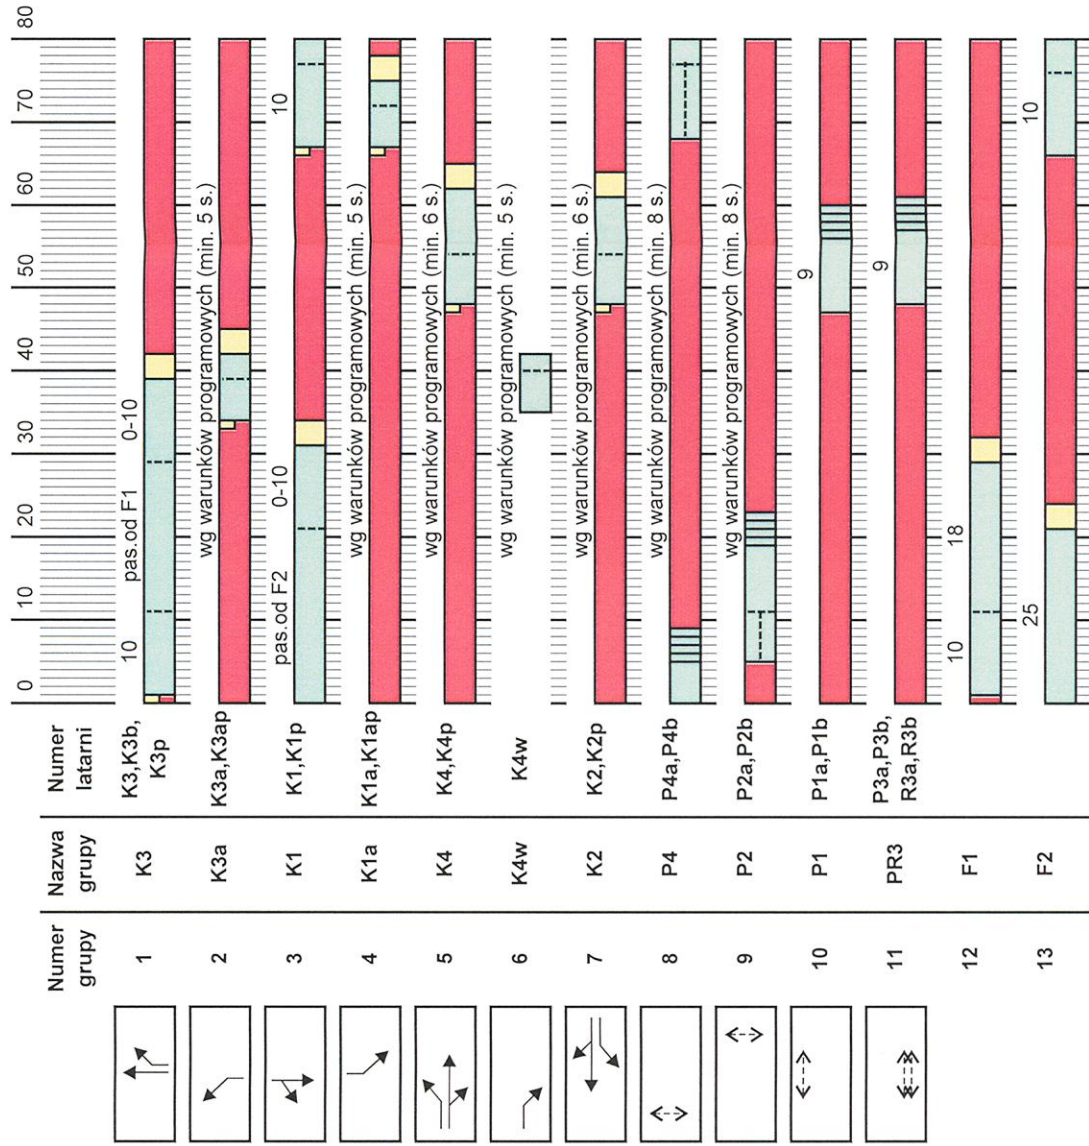 Numer grupy
Nazwa grupy
Numer latarni
0 10 20 30 40 50 60 70 80
1 K3 K3,K3b, K3p
10 pas.od F1 0-10
2 K3a K3a,K3ap
wg warunków programowych (min. 5 s.)
3 K1 K1,K1p
pas.od F2 0-10 10
4 K1a K1a,K1ap
wg warunków programowych (min. 5 s.)
5 K4 K4,K4p
wg warunków programowych (min. 6 s.)
6 K4w K4w
wg warunków programowych (min. 5 s.)
7 K2 K2,K2p
wg warunków programowych (min. 6 s.)
8 P4 P4a,P4b
wg warunków programowych (min. 8 s.)
9 P2 P2a,P2b
wg warunków programowych (min. 8 s.)
10 P1 P1a,P1b
9
11 PR3 P3a,P3b, R3a,R3b
9
12 F1
10 18
13 F2
25 10